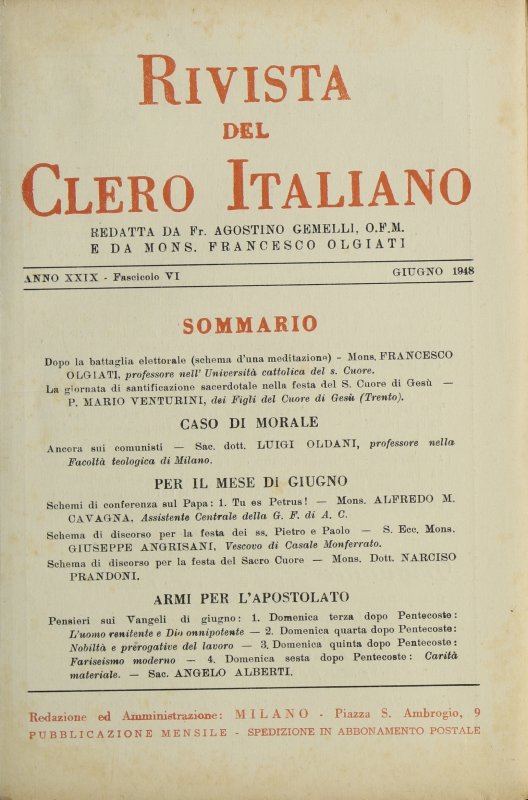 RIVISTA
DEL
CLERO ITALIANO
REDATTA DA Fr. AGOSTINO GEMELLI, O.F.M.
E DA MONS. FRANCESCO OLGIATI
ANNO XXIX - Fascicolo VI
GIUGNO 1948
SOMMARIO
Dopo la battaglia elettorale (schema d'una meditazione) - Mons. FRANCESCO
OLGIATI, professore nell' Università cattolica del s. Cuore.
La giornata di santificazione sacerdotale nella festa del S. Cuore di Gesù —
P. MARIO VENTURINI, dei Figli del Cuore di Gesù (Trento).
CASO DI MORALE
Ancora sui comunisti — Sac. dott. LUIGI OLDANI, professore nella
Facoltà teologica di Milano.
PER IL MESE DI GIUGNO
Schemi di conferenza sul Papa: 1. Tu es Petrus! — Mons. ALFREDO M.
CAVAGNA, Assistente Centrale della G. F. di A. C.
Schema di discorso per la festa dei ss. Pietro e Paolo — S. Ecc. Mons.
GIUSEPPE ANGRISANI, Vescovo di Casale Monferrato.
Schema di discorso per la festa del Sacro Cuore — Mons. Dott. NARCISO
PRANDONI.
ARMI PER L'APOSTOLATO
Pensieri sui Vangeli di giugno: 1. Domenica terza dopo Pentecoste:
L'uomo renitente e Dio onnipotente — 2. Domenica quarta dopo Pentecoste:
Nobiltà e prerogative del lavoro — 3. Domenica quinta dopo Pentecoste:
Fariseismo moderno — 4. Domenica sesta dopo Pentecoste: Carità
materiale. — Sac. ANGELO ALBERTI.
Redazione ed Amministrazione: MILANO - Piazza S. Ambrogio, 9
PUBBLICAZIONE MENSILE - SPEDIZIONE IN ABBONAMENTO POSTALE